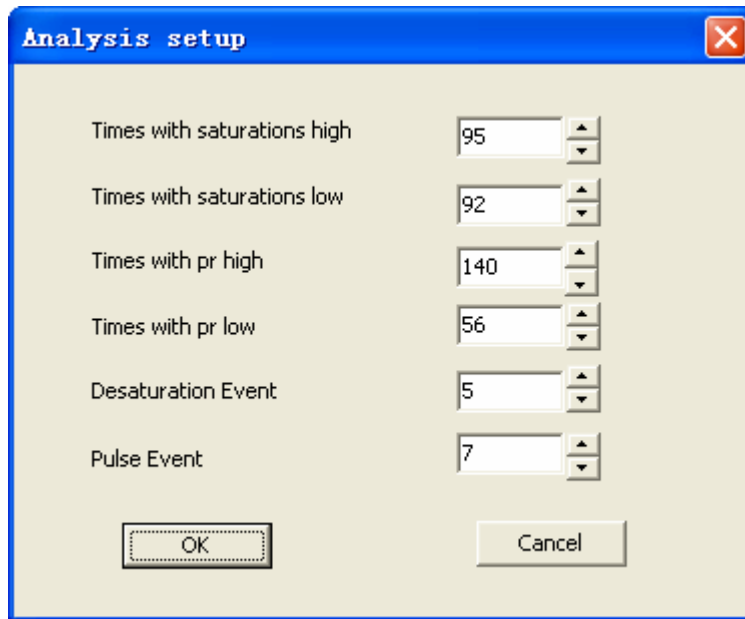 Analysis setup
Times with saturations high 95
Times with saturations low 92
Times with pr high 140
Times with pr low 56
Desaturation Event 5
Pulse Event 7
OK Cancel